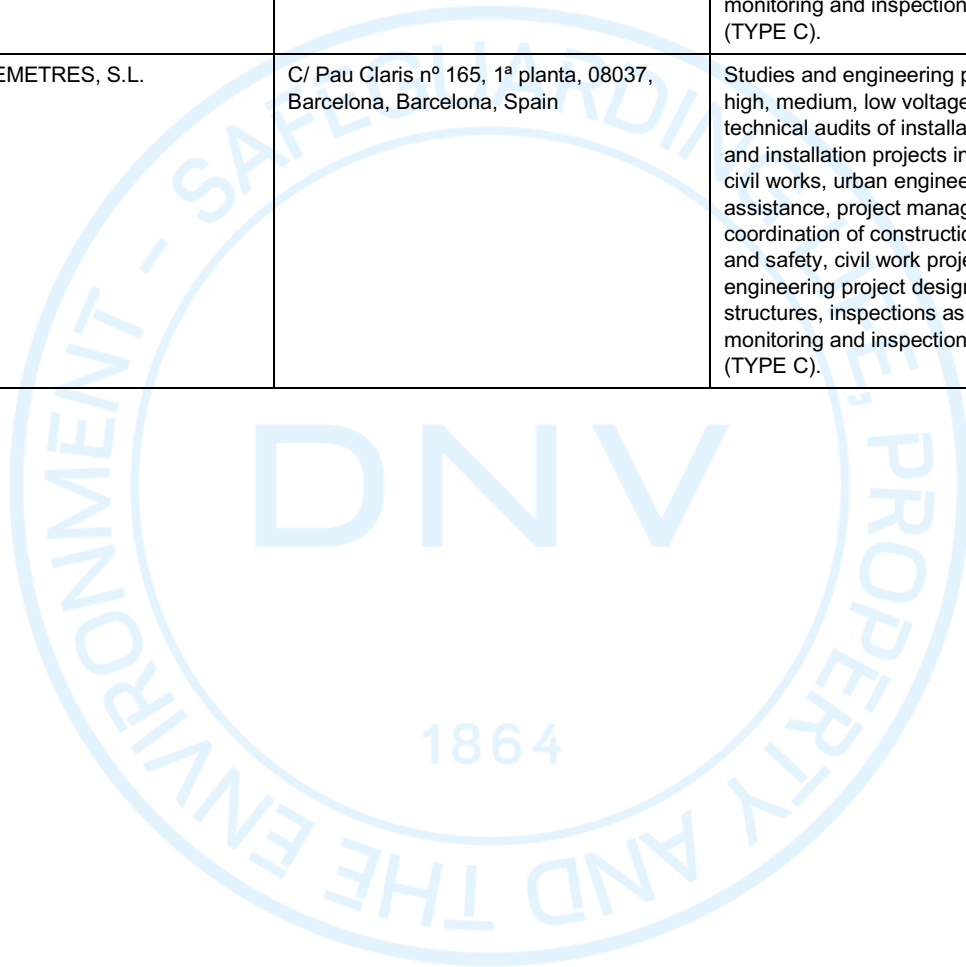 monitoring and inspection
(TYPE C).
EMETRES, S.L.
C/ Pau Claris nº 165, 1ª planta, 08037,
Barcelona, Barcelona, Spain
Studies and engineering p
high, medium, low voltage
technical audits of installa
and installation projects in
civil works, urban enginee
assistance, project manag
coordination of constructio
and safety, civil work proje
engineering project design
structures, inspections as
monitoring and inspection
(TYPE C).
SAFEGUARDING LIFE, PROPERTY AND THE ENVIRONMENT -
DNV
1864